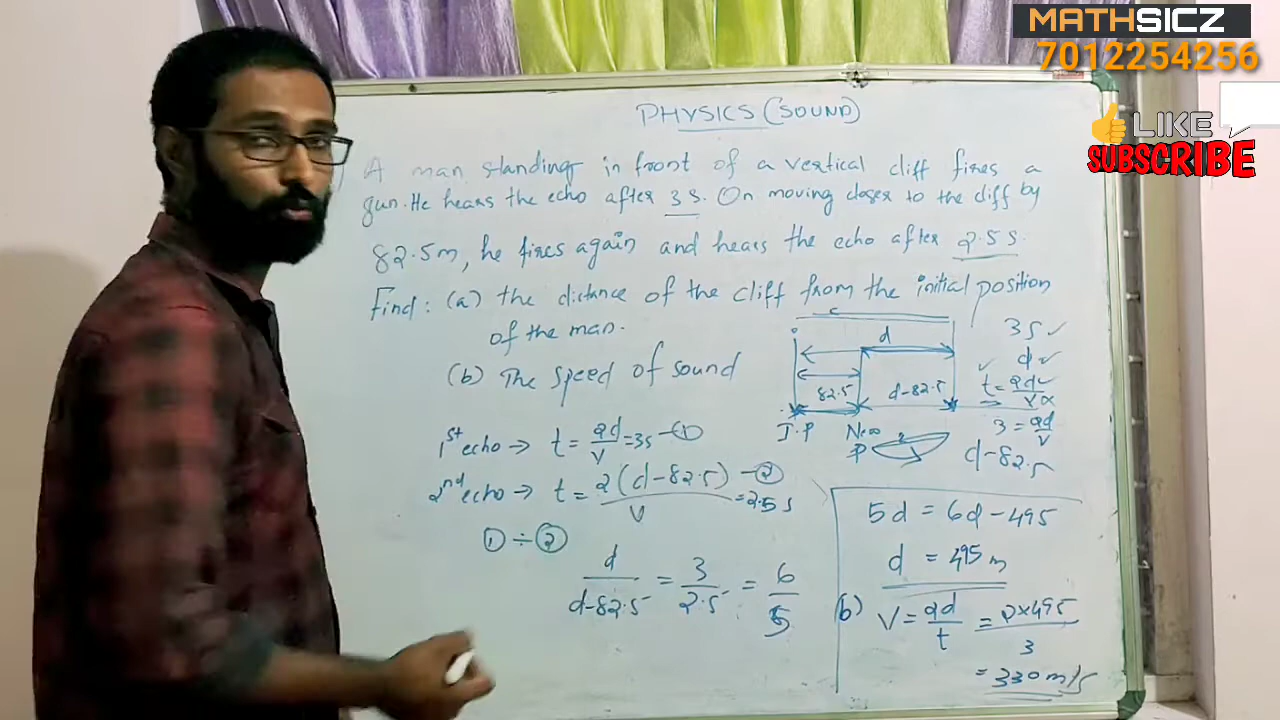 MATHSICZ
7012254256
LIKE
SUBSCRIBE
PHYSICS (SOUND)
A man standing in front of a vertical cliff fires a
gun. He hears the echo after 3 s. On moving closer to the cliff by
82.5m, he fires again and hears the echo after 2.5 s.
Find: (a) the distance of the cliff from the initial position
of the man.
(b) The speed of sound
d
82.5 d-82.5
I.P New
P
3 s ✓
d ✓
✓ t = 2d/V
3 = 2d/V
d-82.5
1st echo → t = 2d/V = 3s - ①
2nd echo → t = 2(d-82.5)/V = 2.5 s - ②
① ÷ ②
d/d-82.5 = 3/2.5 = 6/5
5d = 6d - 495
d = 495 m
(b) V = 2d/t = 2×495/3
= 330 m/s